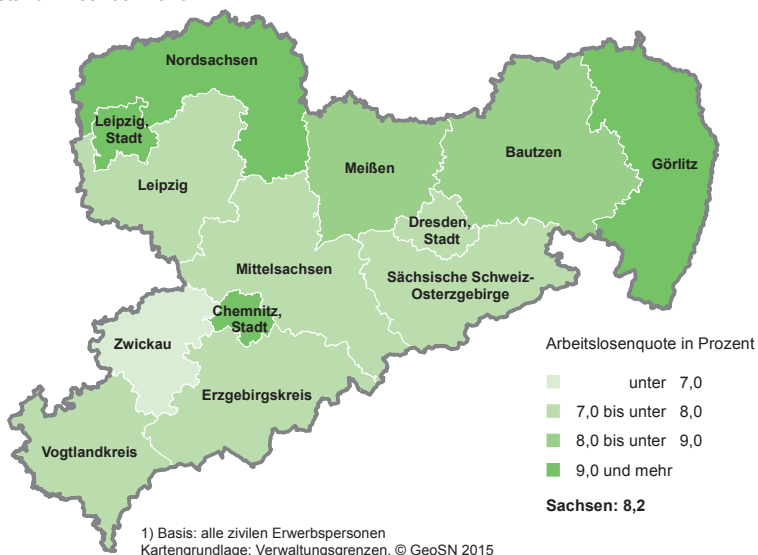 Nordsachsen
Leipzig,
Stadt
Leipzig
Meißen
Bautzen
Görlitz
Dresden,
Stadt
Mittelsachsen
Sächsische Schweiz-
Osterzgebirge
Chemnitz,
Stadt
Zwickau
Erzgebirgskreis
Vogtlandkreis
Arbeitslosenquote in Prozent
unter 7,0
7,0 bis unter 8,0
8,0 bis unter 9,0
9,0 und mehr
Sachsen: 8,2
1) Basis: alle zivilen Erwerbspersonen
Kartengrundlage: Verwaltungsgrenzen, © GeoSN 2015